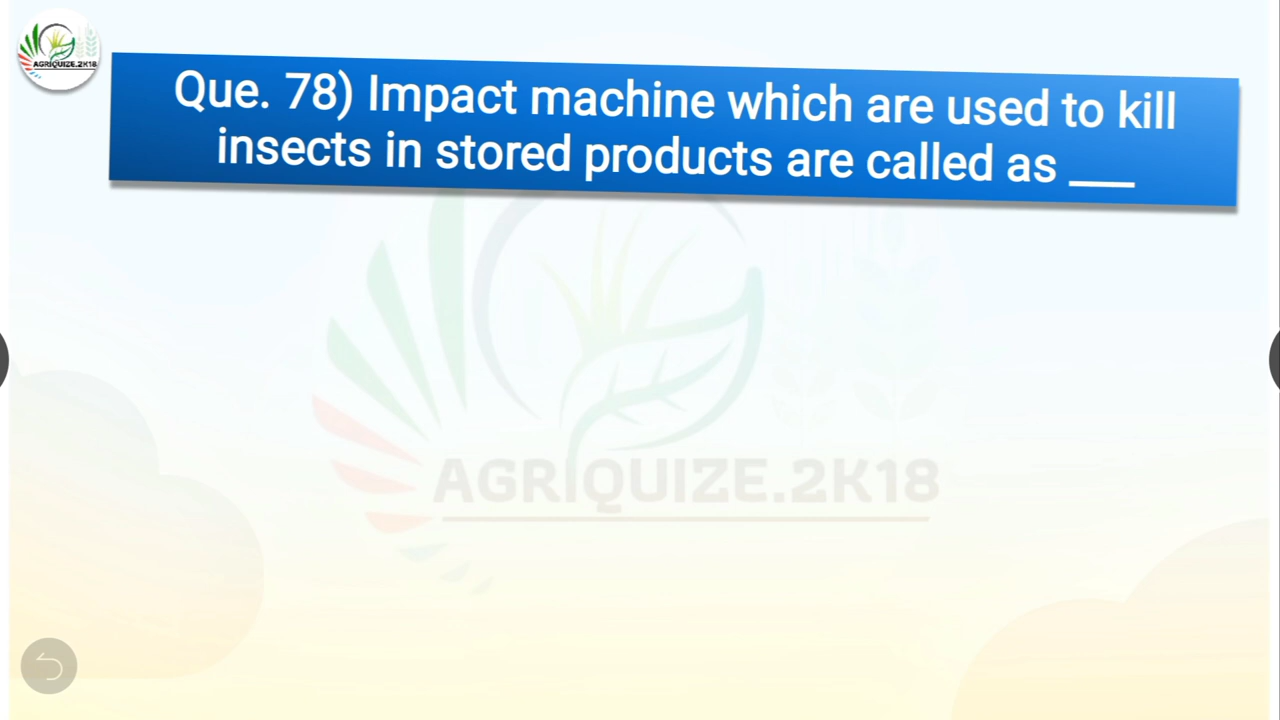 AGRIQUIZE.2K18
Que. 78) Impact machine which are used to kill
insects in stored products are called as ___
AGRIQUIZE.2K18